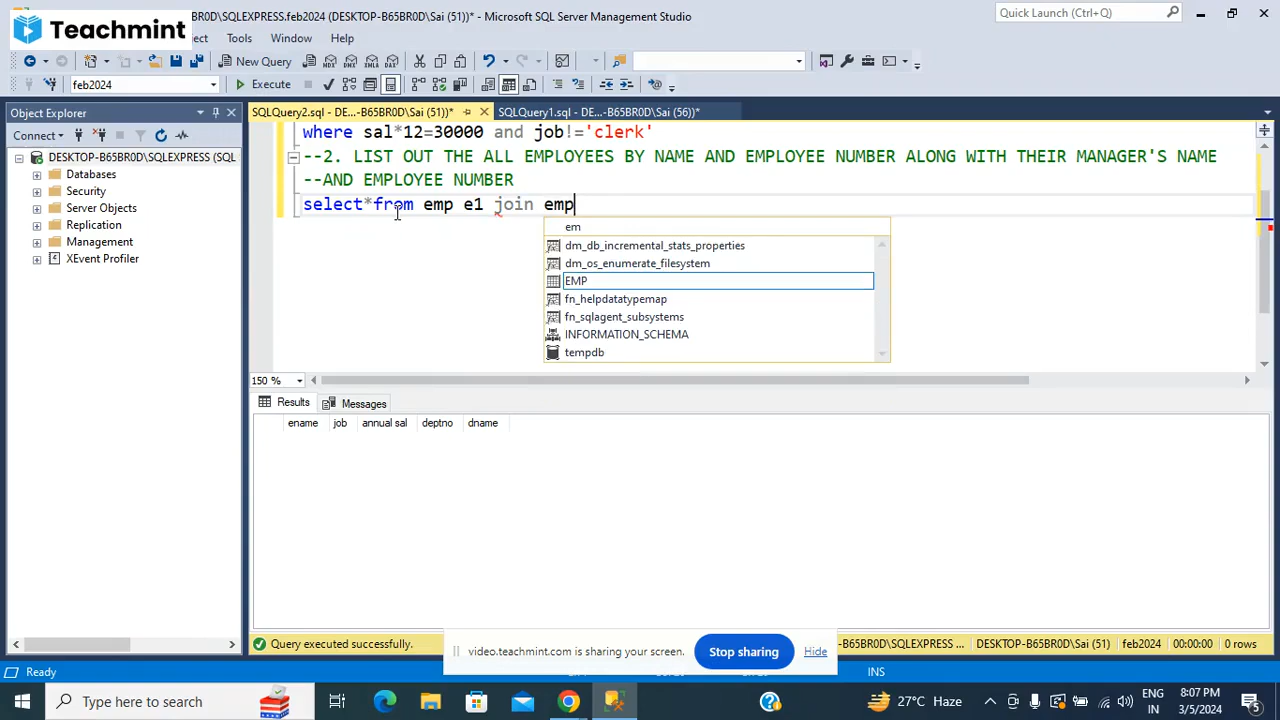 SQLQuery2.sql - DE...-B65BR0D\SQLEXPRESS.feb2024 (DESKTOP-B65BR0D\Sai (51))* - Microsoft SQL Server Management Studio
Quick Launch (Ctrl+Q)
Teachmint
Tools Window Help
New Query
feb2024
Execute
Object Explorer
SQLQuery2.sql - DE...-B65BR0D\Sai (51))*
SQLQuery1.sql - DE...-B65BR0D\Sai (56))*
Connect
DESKTOP-B65BR0D\SQLEXPRESS (SQL
Databases
Security
Server Objects
Replication
Management
XEvent Profiler
where sal*12=30000 and job!='clerk'
--2. LIST OUT THE ALL EMPLOYEES BY NAME AND EMPLOYEE NUMBER ALONG WITH THEIR MANAGER'S NAME
--AND EMPLOYEE NUMBER
select*from emp e1 join emp
em
dm_db_incremental_stats_properties
dm_os_enumerate_filesystem
EMP
fn_helpdatatypemap
fn_sqlagent_subsystems
INFORMATION_SCHEMA
tempdb
150 %
Results Messages
ename job annual sal deptno dname
Query executed successfully.
-B65BR0D\SQLEXPRESS ... DESKTOP-B65BR0D\Sai (51) feb2024 00:00:00 0 rows
video.teachmint.com is sharing your screen. Stop sharing Hide
Ready
INS
Type here to search
27°C Haze
ENG
IN
8:07 PM
3/5/2024
5